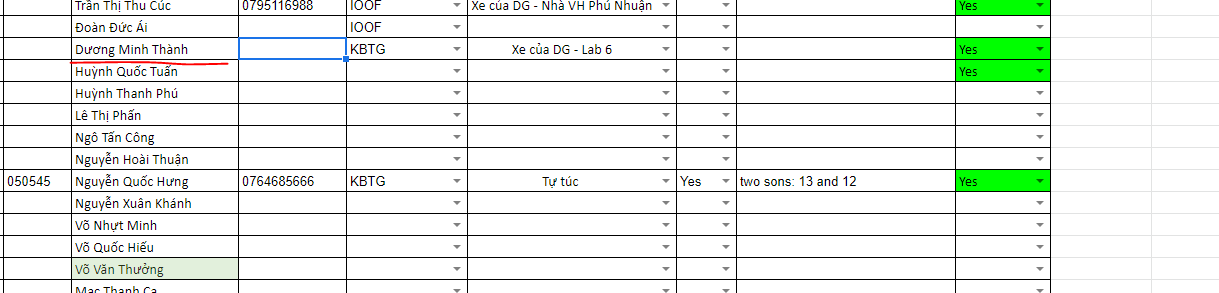 Trần Thị Thu Cúc 0795116988 IOOF Xe của DG - Nhà VH Phú Nhuận Yes
Đoàn Đức Ái IOOF
Dương Minh Thành KBTG Xe của DG - Lab 6 Yes
Huỳnh Quốc Tuấn Yes
Huỳnh Thanh Phú
Lê Thị Phấn
Ngô Tấn Công
Nguyễn Hoài Thuận
050545 Nguyễn Quốc Hưng 0764685666 KBTG Tự túc Yes two sons: 13 and 12 Yes
Nguyễn Xuân Khánh
Võ Nhựt Minh
Võ Quốc Hiếu
Võ Văn Thưởng
Mạc Thanh Ca